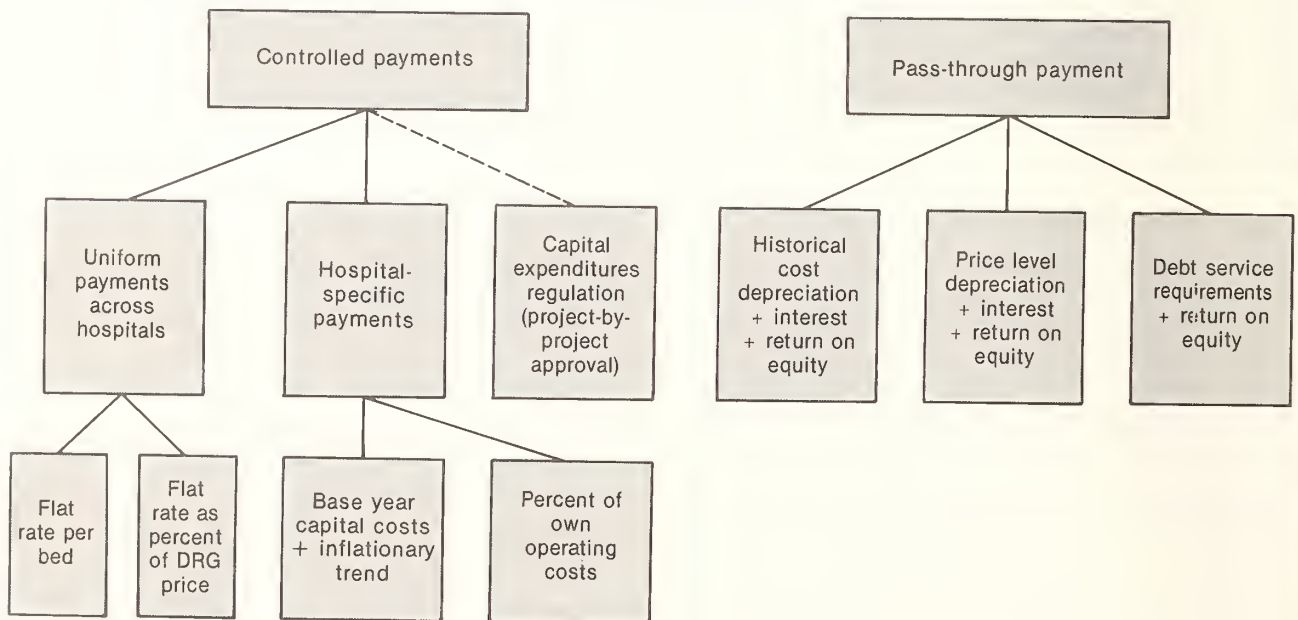 Controlled payments
Pass-through payment
Uniform
payments
across
hospitals
Hospital-
specific
payments
Capital
expenditures
regulation
(project-by-
project
approval)
Historical
cost
depreciation
+ interest
+ return on
equity
Price level
depreciation
+ interest
+ return on
equity
Debt service
requirements
+ return on
equity
Flat
rate per
bed
Flat
rate as
percent
of DRG
price
Base year
capital costs
+ inflationary
trend
Percent of
own
operating
costs